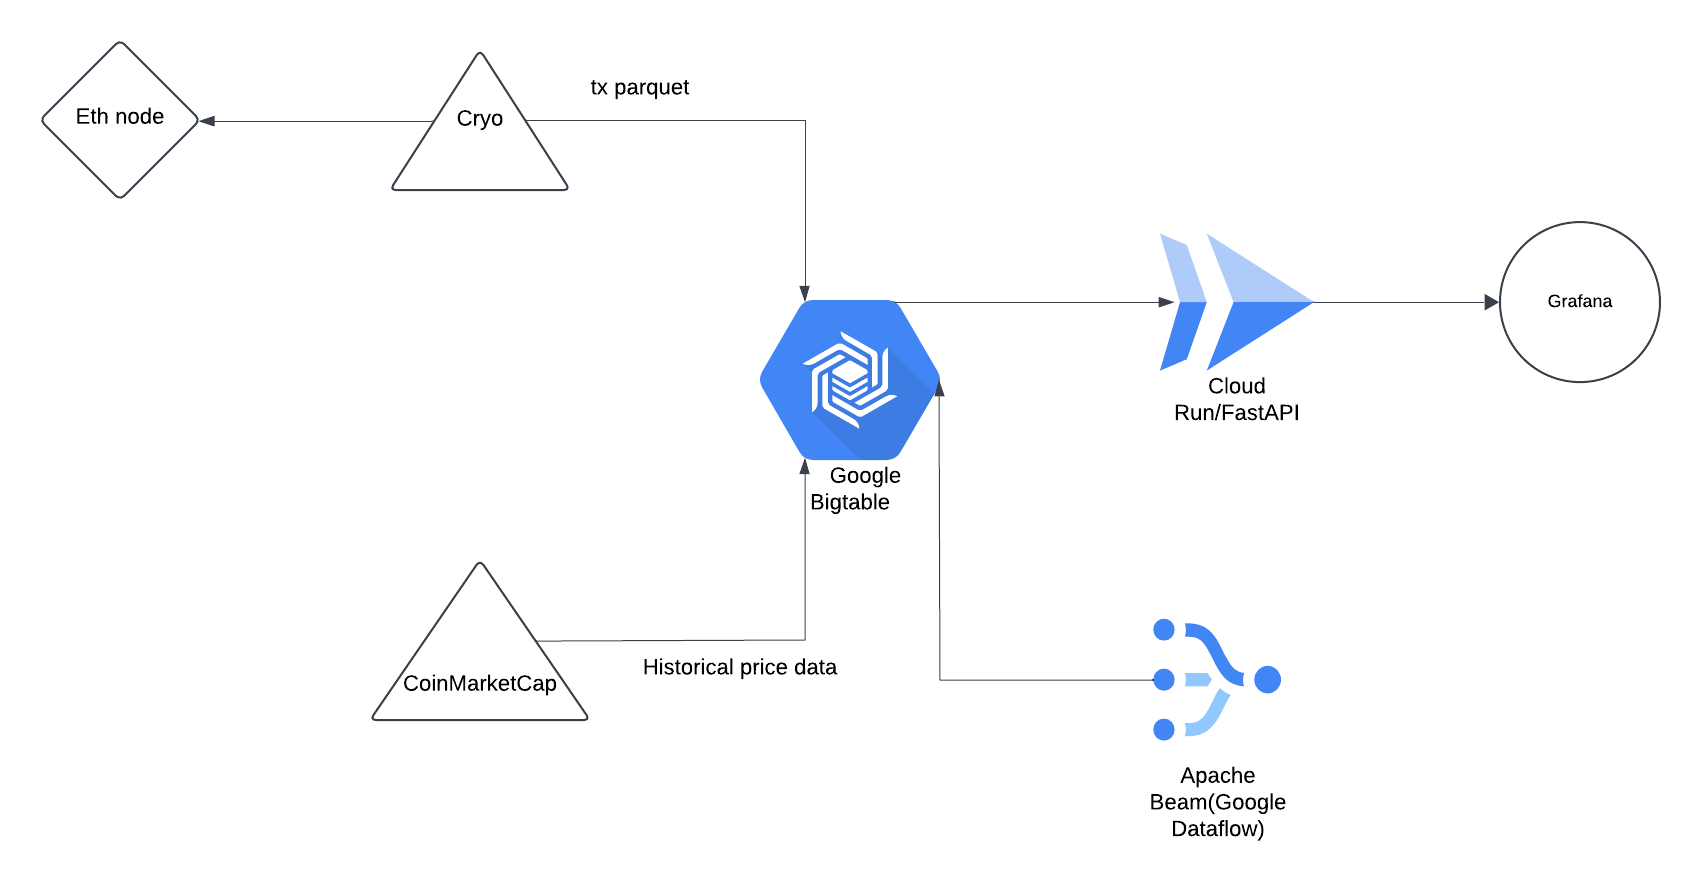 tx parquet
Eth node
Cryo
Grafana
Cloud
Run/FastAPI
Google
Bigtable
Historical price data
CoinMarketCap
Apache
Beam(Google
Dataflow)